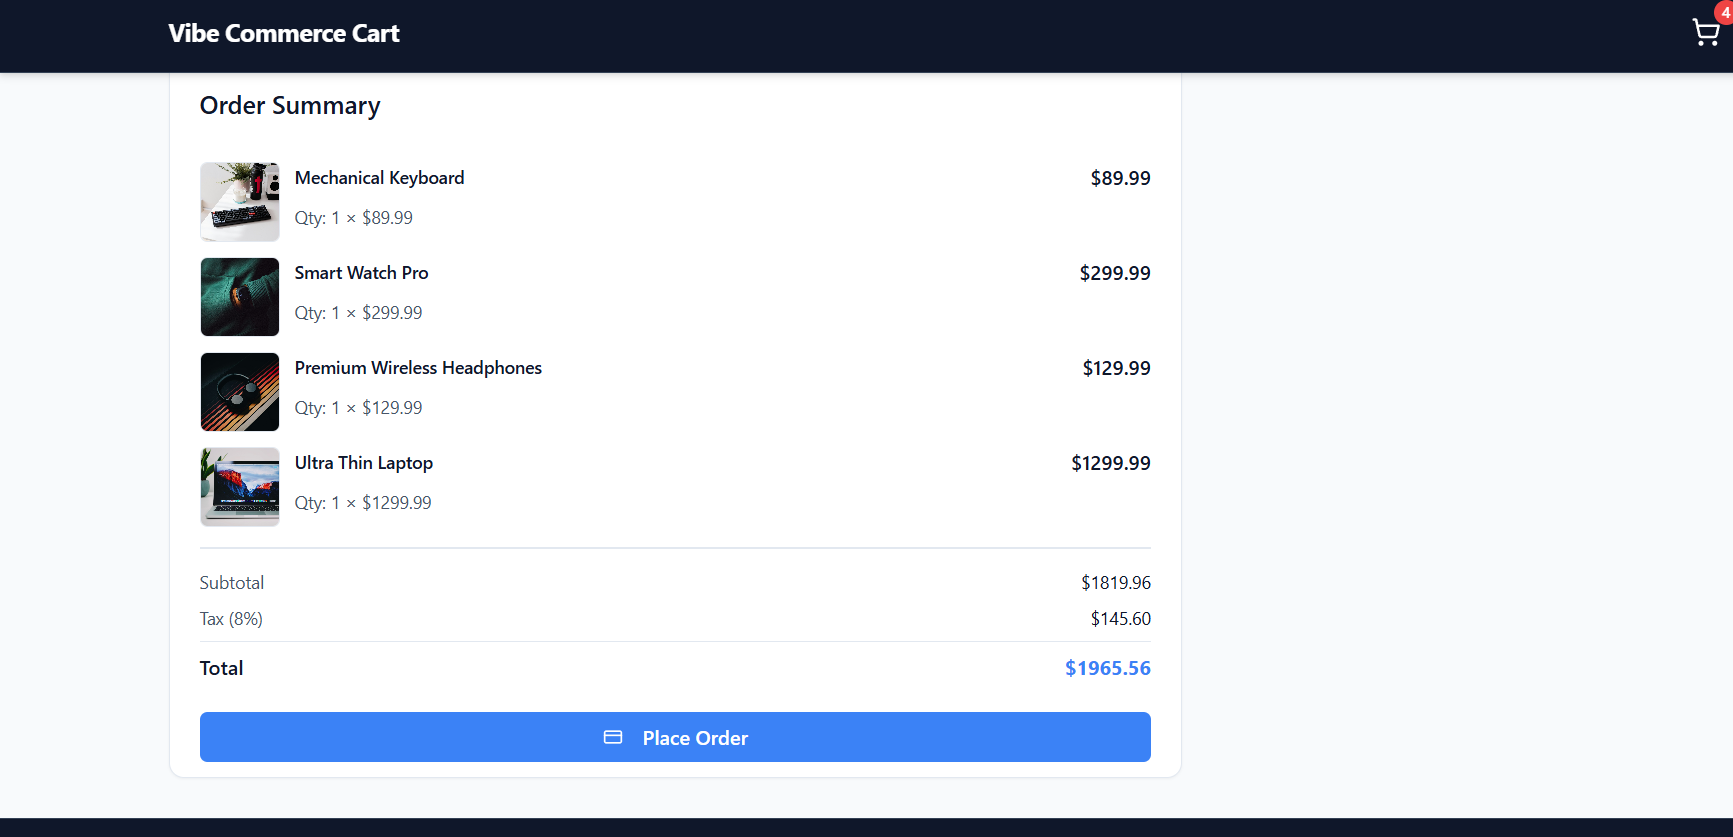 Vibe Commerce Cart
4
Order Summary
Mechanical Keyboard $89.99
Qty: 1 × $89.99
Smart Watch Pro $299.99
Qty: 1 × $299.99
Premium Wireless Headphones $129.99
Qty: 1 × $129.99
Ultra Thin Laptop $1299.99
Qty: 1 × $1299.99
Subtotal $1819.96
Tax (8%) $145.60
Total $1965.56
Place Order